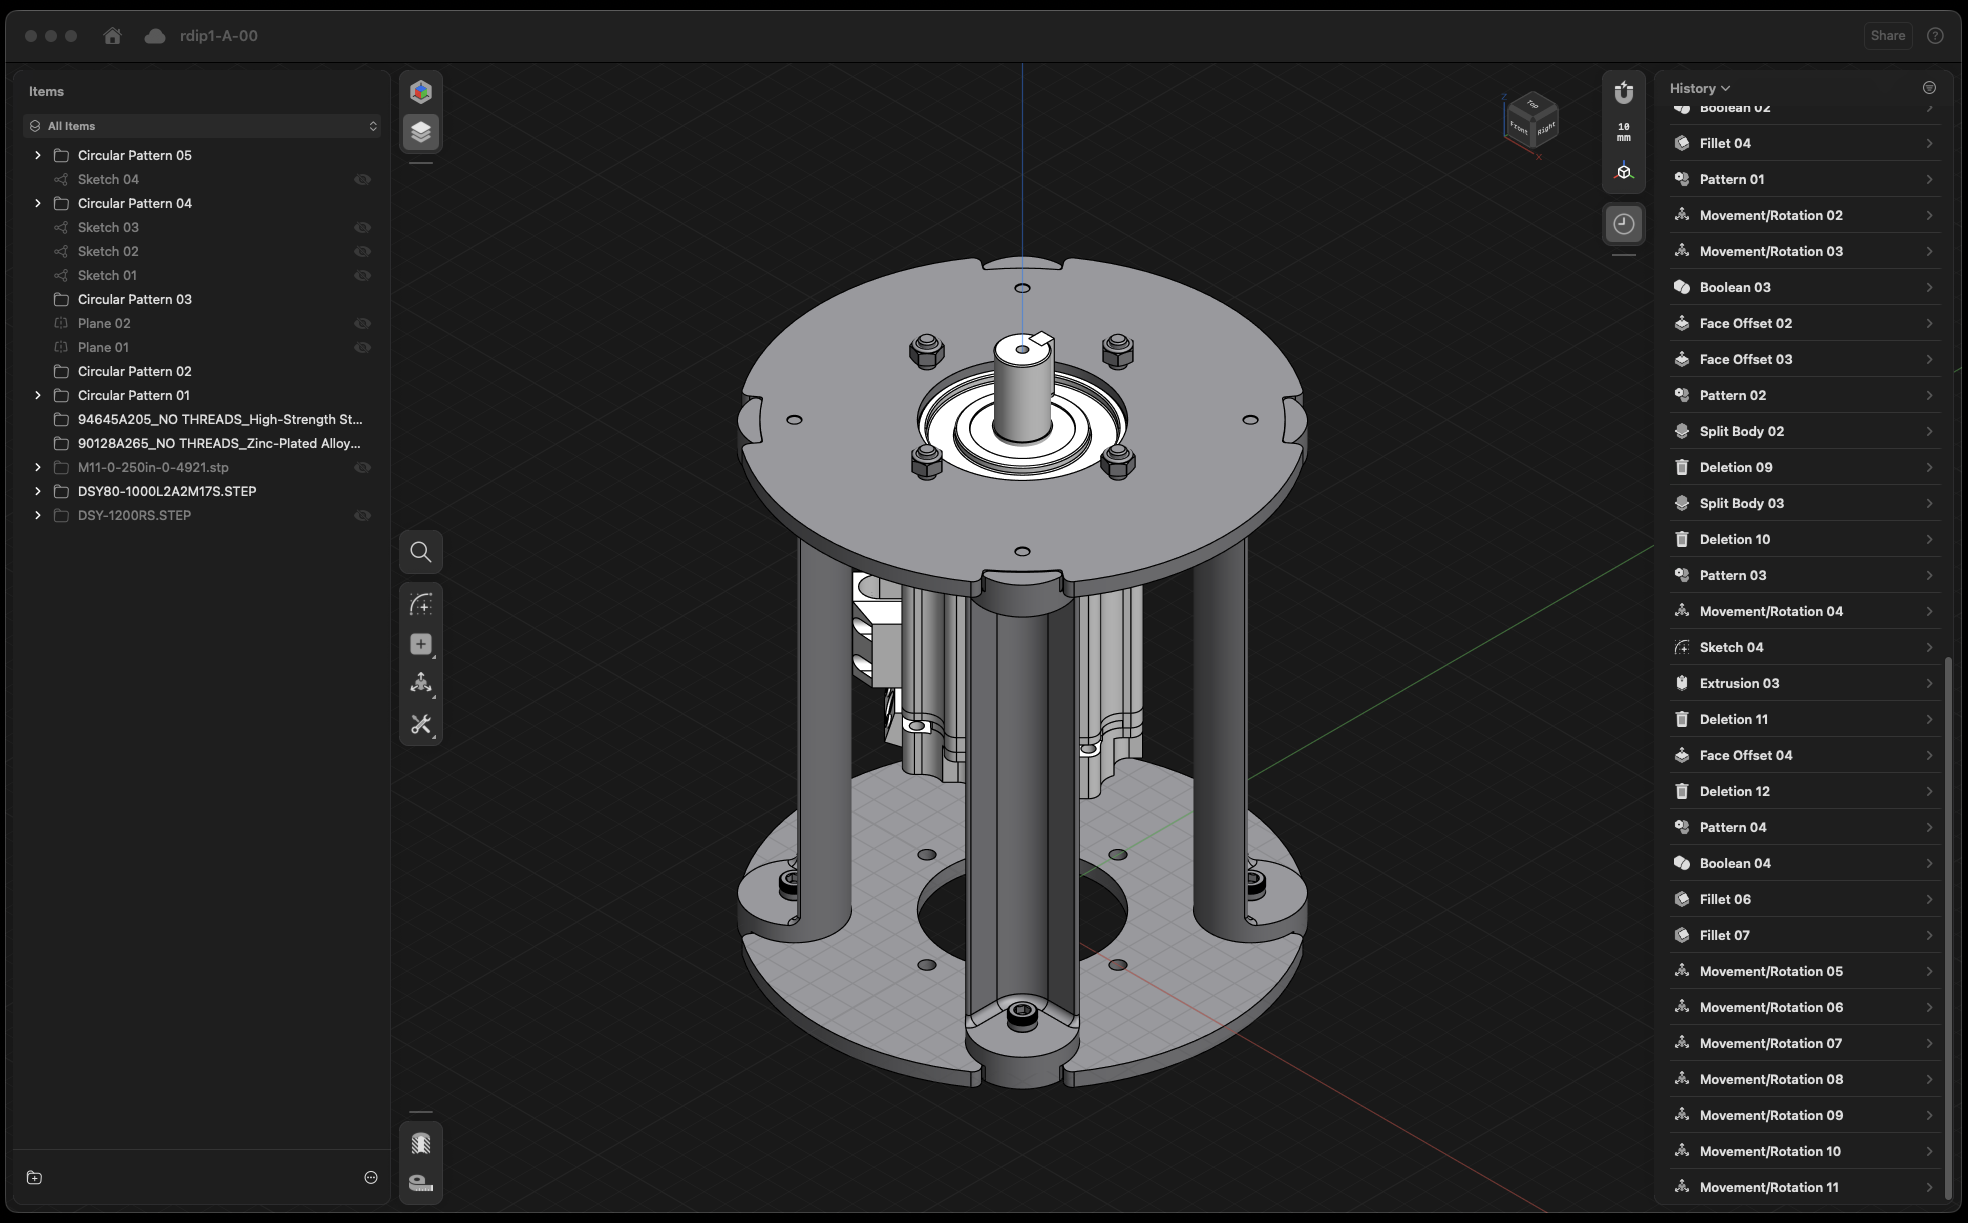 rdip1-A-00
Share
?
Items
All Items
Circular Pattern 05
Sketch 04
Circular Pattern 04
Sketch 03
Sketch 02
Sketch 01
Circular Pattern 03
Plane 02
Plane 01
Circular Pattern 02
Circular Pattern 01
94645A205_NO THREADS_High-Strength St...
90128A265_NO THREADS_Zinc-Plated Alloy...
M11-0-250in-0-4921.stp
DSY80-1000L2A2M17S.STEP
DSY-1200RS.STEP
Z
Top
Front
Right
X
10
mm
History
Boolean 02
Fillet 04
Pattern 01
Movement/Rotation 02
Movement/Rotation 03
Boolean 03
Face Offset 02
Face Offset 03
Pattern 02
Split Body 02
Deletion 09
Split Body 03
Deletion 10
Pattern 03
Movement/Rotation 04
Sketch 04
Extrusion 03
Deletion 11
Face Offset 04
Deletion 12
Pattern 04
Boolean 04
Fillet 06
Fillet 07
Movement/Rotation 05
Movement/Rotation 06
Movement/Rotation 07
Movement/Rotation 08
Movement/Rotation 09
Movement/Rotation 10
Movement/Rotation 11